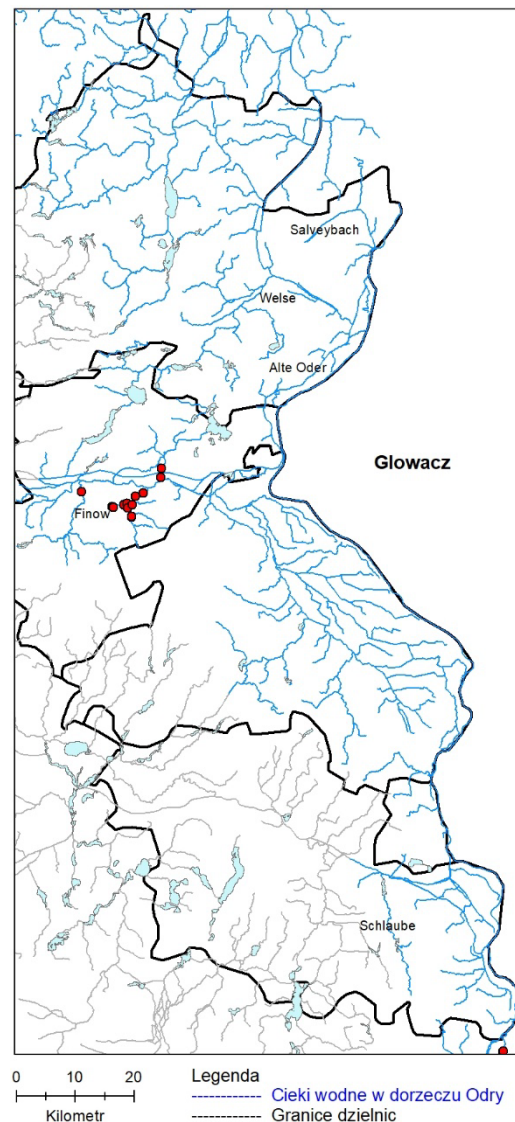 Salveybach
Welse
Alte Oder
Glowacz
Finow
Schlaube
0 10 20
Kilometr
Legenda
Cieki wodne w dorzeczu Odry
Granice dzielnic